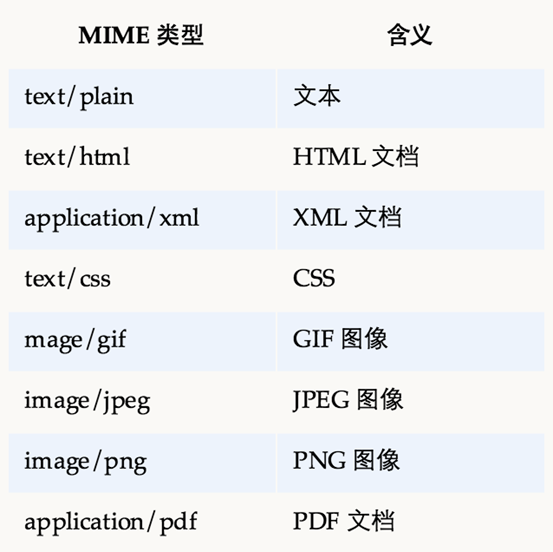 MIME 类型 含义
text/plain 文本
text/html HTML 文档
application/xml XML 文档
text/css CSS
mage/gif GIF 图像
image/jpeg JPEG 图像
image/png PNG 图像
application/pdf PDF 文档